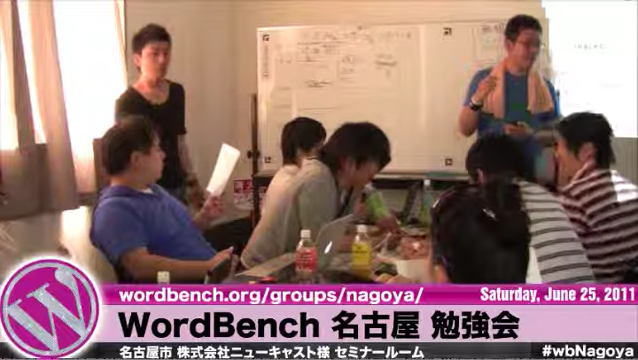 wordbench.org/groups/nagoya/
Saturday, June 25, 2011
WordBench 名古屋 勉強会
名古屋市 株式会社ニューキャスト様 セミナールーム
#wbNagoya